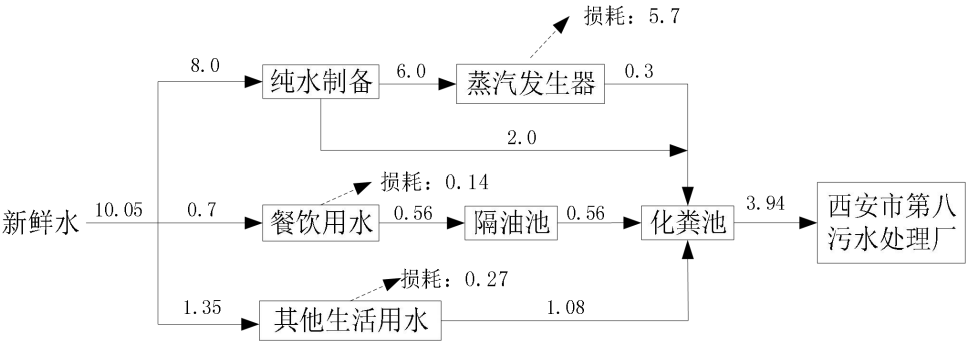 损耗：5.7
8.0
纯水制备
6.0
蒸汽发生器
0.3
2.0
损耗：0.14
新鲜水
10.05
0.7
餐饮用水
0.56
隔油池
0.56
化粪池
3.94
西安市第八
污水处理厂
损耗：0.27
1.35
其他生活用水
1.08